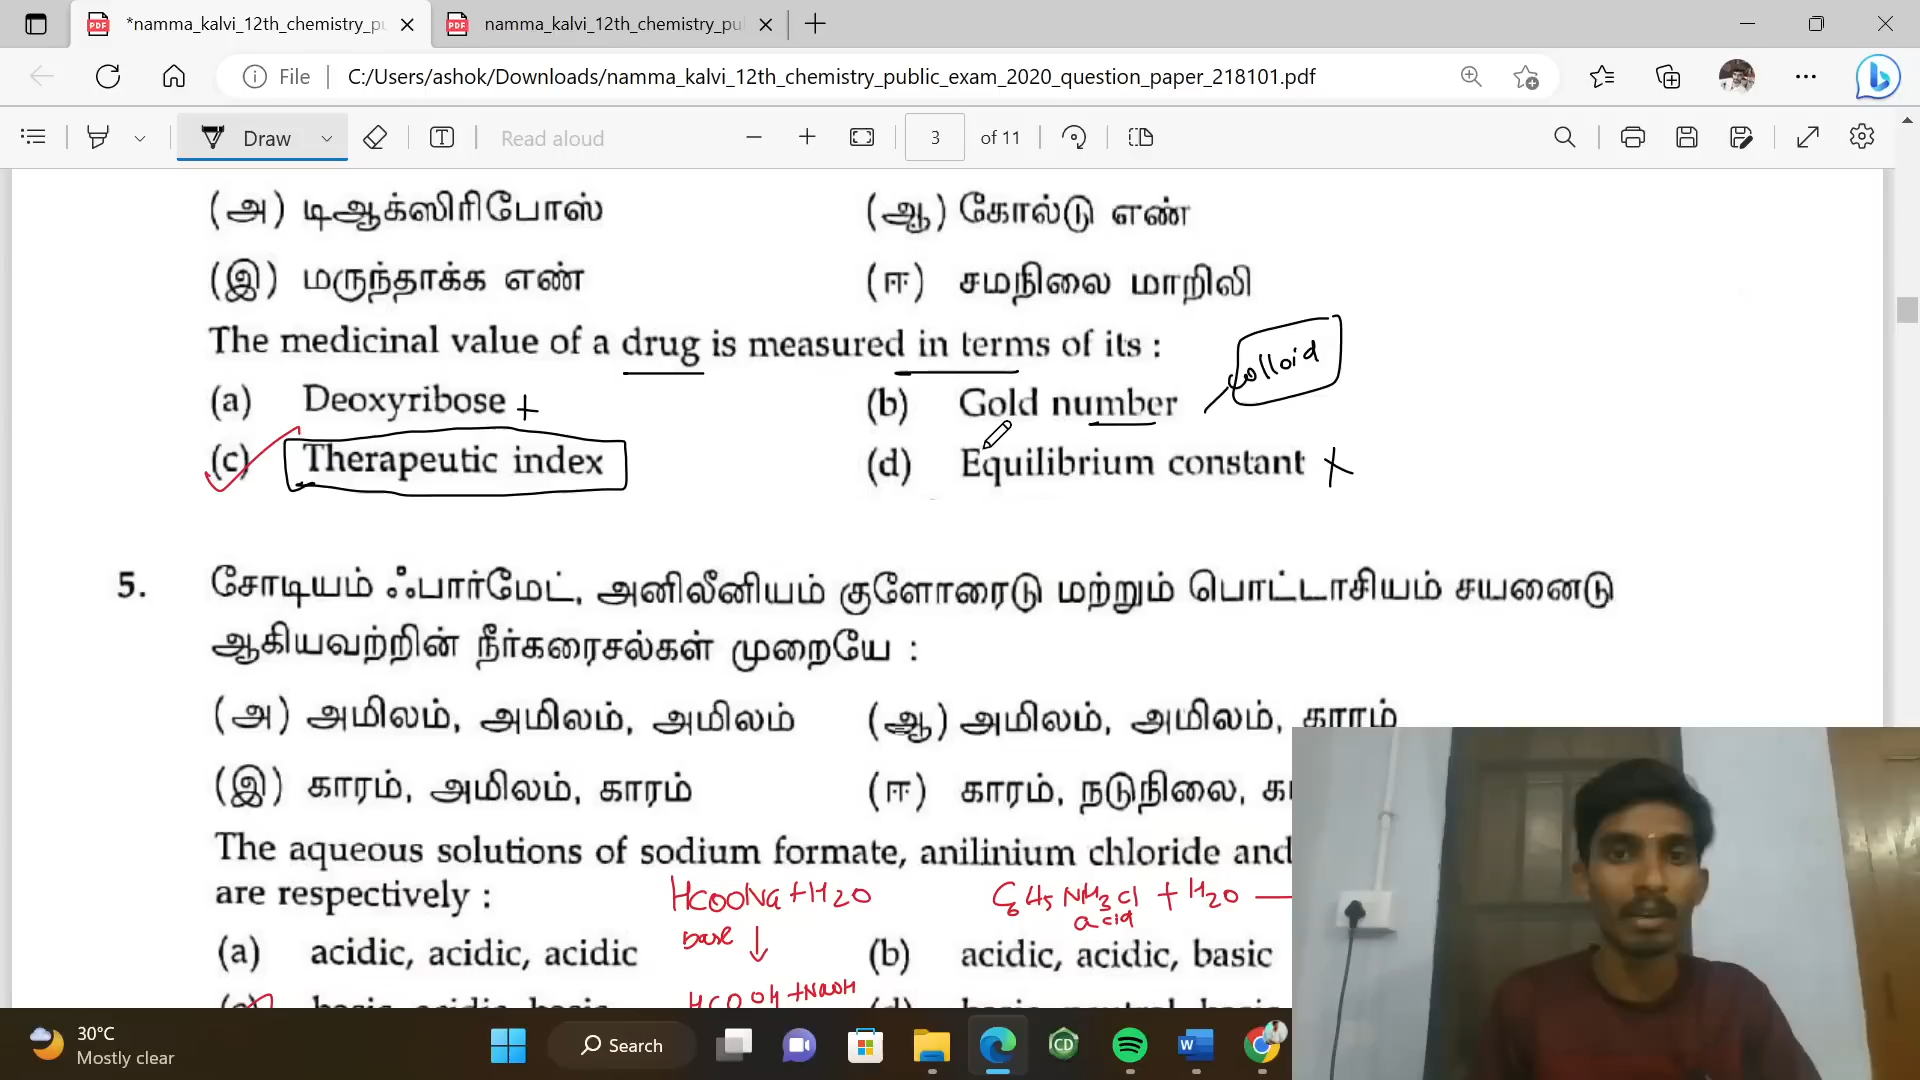 *namma_kalvi_12th_chemistry_pu
namma_kalvi_12th_chemistry_pu
File
C:/Users/ashok/Downloads/namma_kalvi_12th_chemistry_public_exam_2020_question_paper_218101.pdf
Draw
Read aloud
3 of 11
(அ) டிஆக்ஸிரிபோஸ் (ஆ) கோல்டு எண்
(இ) மருந்தாக்க எண் (ஈ) சமநிலை மாறிலி
The medicinal value of a drug is measured in terms of its :
colloid
(a) Deoxyribose (b) Gold number
(c) Therapeutic index (d) Equilibrium constant
5. சோடியம் ஃபார்மேட், அனிலீனியம் குளோரைடு மற்றும் பொட்டாசியம் சயனைடு
ஆகியவற்றின் நீர்கரைசல்கள் முறையே :
(அ) அமிலம், அமிலம், அமிலம் (ஆ) அமிலம், அமிலம், காரம்
(இ) காரம், அமிலம், காரம் (ஈ) காரம், நடுநிலை,
The aqueous solutions of sodium formate, anilinium chloride and
are respectively :
HCOONa + H2O C6H5NH3Cl + H2O
base acid
(a) acidic, acidic, acidic (b) acidic, acidic, basic
HCOOH + NaOH
30°C
Mostly clear
Search